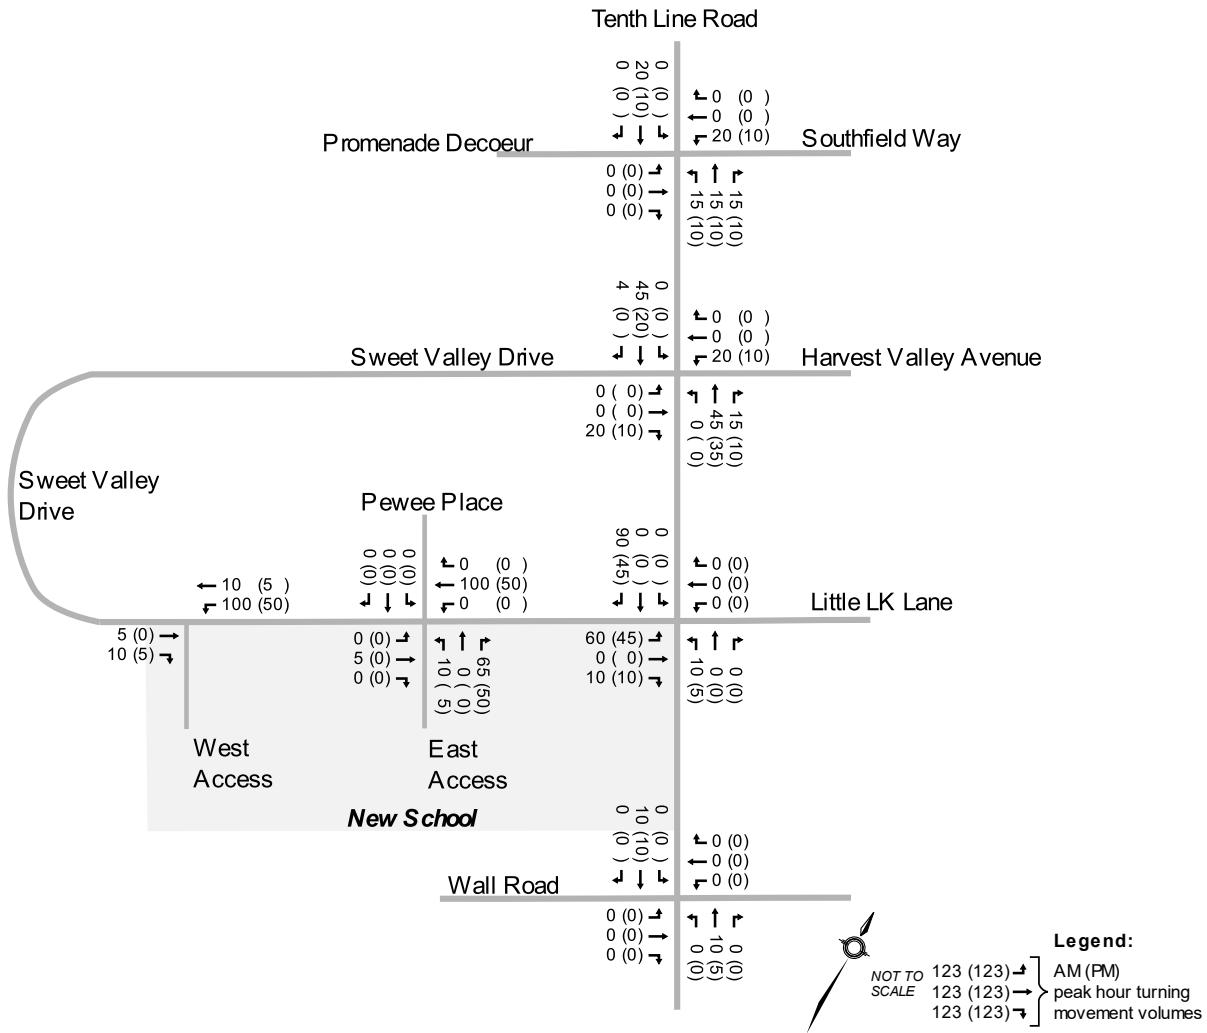 Tenth Line Road
0 (0 )
20 (10)
0 (0 )
0 (0 )
0 (0 )
20 (10)
Promenade Decoeur
Southfield Way
0 (0)
0 (0)
0 (0)
15 (10)
15 (10)
15 (10)
4 (0 )
45 (20)
0 (0 )
0 (0 )
0 (0 )
20 (10)
Sweet Valley Drive
Harvest Valley Avenue
0 ( 0)
0 ( 0)
20 (10)
0 ( 0)
45 (35)
15 (10)
Sweet Valley
Drive
Pewee Place
0 (0)
0 (0)
0 (0)
0 (0 )
100 (50)
0 (0 )
90 (45)
0 (0 )
0 (0 )
0 (0)
0 (0)
0 (0)
10 (5 )
100 (50)
Little LK Lane
5 (0)
10 (5)
0 (0)
5 (0)
0 (0)
10 ( 5)
0 ( 0)
65 (50)
60 (45)
0 ( 0)
10 (10)
10 (5)
0 (0)
0 (0)
West
Access
East
Access
New School
0 (0 )
10 (10)
0 (0 )
0 (0)
0 (0)
0 (0)
Wall Road
0 (0)
0 (0)
0 (0)
0 (0)
10 (5)
0 (0)
Legend:
NOT TO
SCALE
123 (123) AM (PM)
123 (123) peak hour turning
123 (123) movement volumes